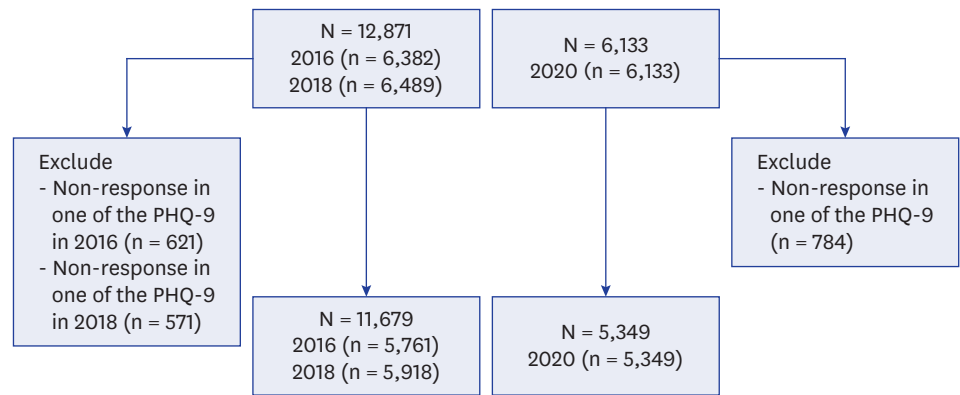 N = 12,871
2016 (n = 6,382)
2018 (n = 6,489)
N = 6,133
2020 (n = 6,133)
Exclude
- Non-response in
one of the PHQ-9
in 2016 (n = 621)
- Non-response in
one of the PHQ-9
in 2018 (n = 571)
Exclude
- Non-response in
one of the PHQ-9
(n = 784)
N = 11,679
2016 (n = 5,761)
2018 (n = 5,918)
N = 5,349
2020 (n = 5,349)